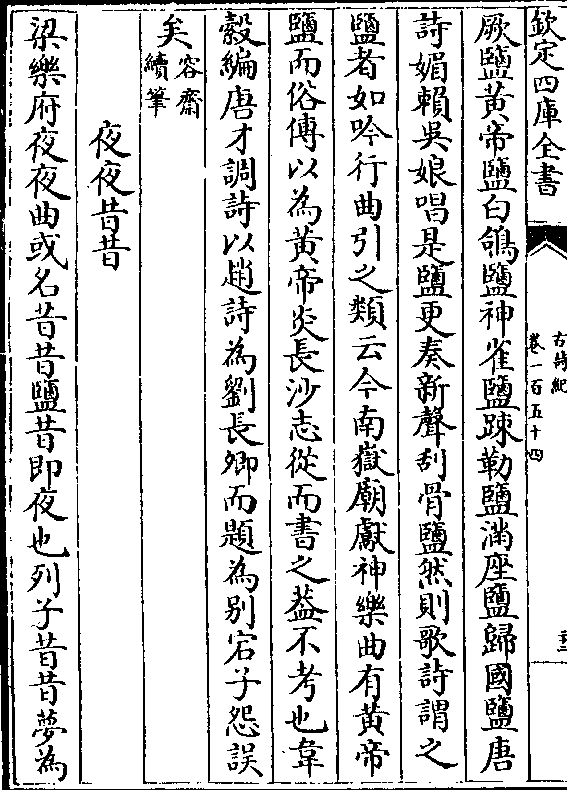 欽定四庫全書
古詩紀
卷一百五十四
厥鹽黄帝鹽白鴿鹽神雀鹽踈勒鹽滿座鹽歸國鹽唐
詩媚賴吳娘唱是鹽更奏新聲刮骨鹽然則歌詩謂之
鹽者如吟行曲引之類云今南嶽廟獻神樂曲有黄帝
鹽而俗傳以為黄帝炎長沙志從而書之葢不考也韋
縠編唐才調詩以趙詩為劉長卿而題為别宕子怨誤
矣
容齋
續筆
夜夜昔昔
梁樂府夜夜曲或名昔昔鹽昔即夜也列子昔昔夢為